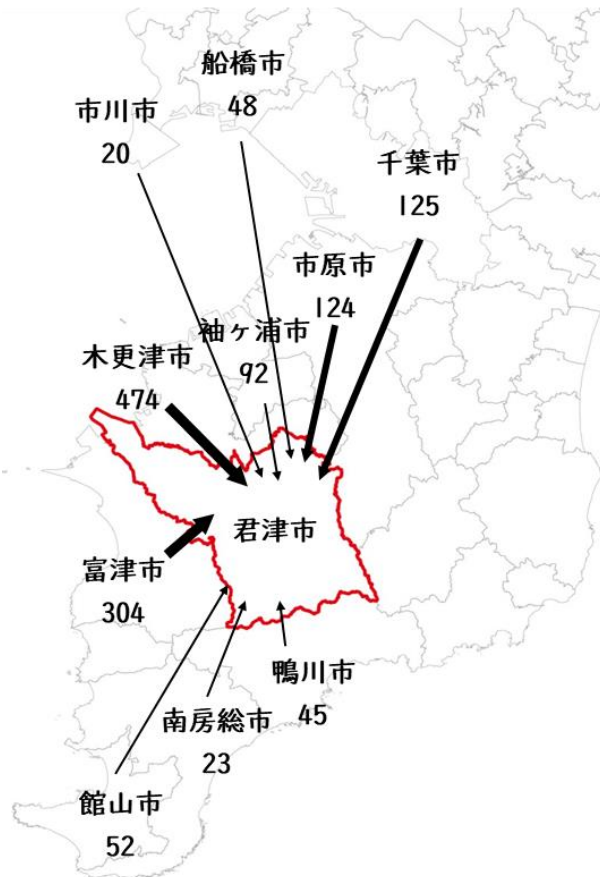 船橋市
48
市川市
20
千葉市
125
市原市
124
袖ヶ浦市
92
木更津市
474
君津市
富津市
304
鴨川市
45
南房総市
23
館山市
52